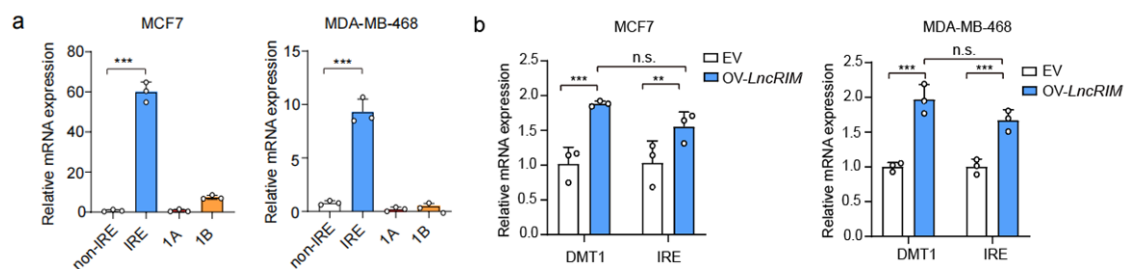 a
MCF7
Relative mRNA expression
80
60
40
20
0
***
non-IRE
IRE
1A
1B
MDA-MB-468
Relative mRNA expression
15
10
5
0
***
non-IRE
IRE
1A
1B
b
MCF7
EV
OV-LncRIM
Relative mRNA expression
2.5
2.0
1.5
1.0
0.5
0.0
n.s.
***
**
DMT1
IRE
MDA-MB-468
EV
OV-LncRIM
Relative mRNA expression
2.5
2.0
1.5
1.0
0.5
0.0
n.s.
***
***
DMT1
IRE